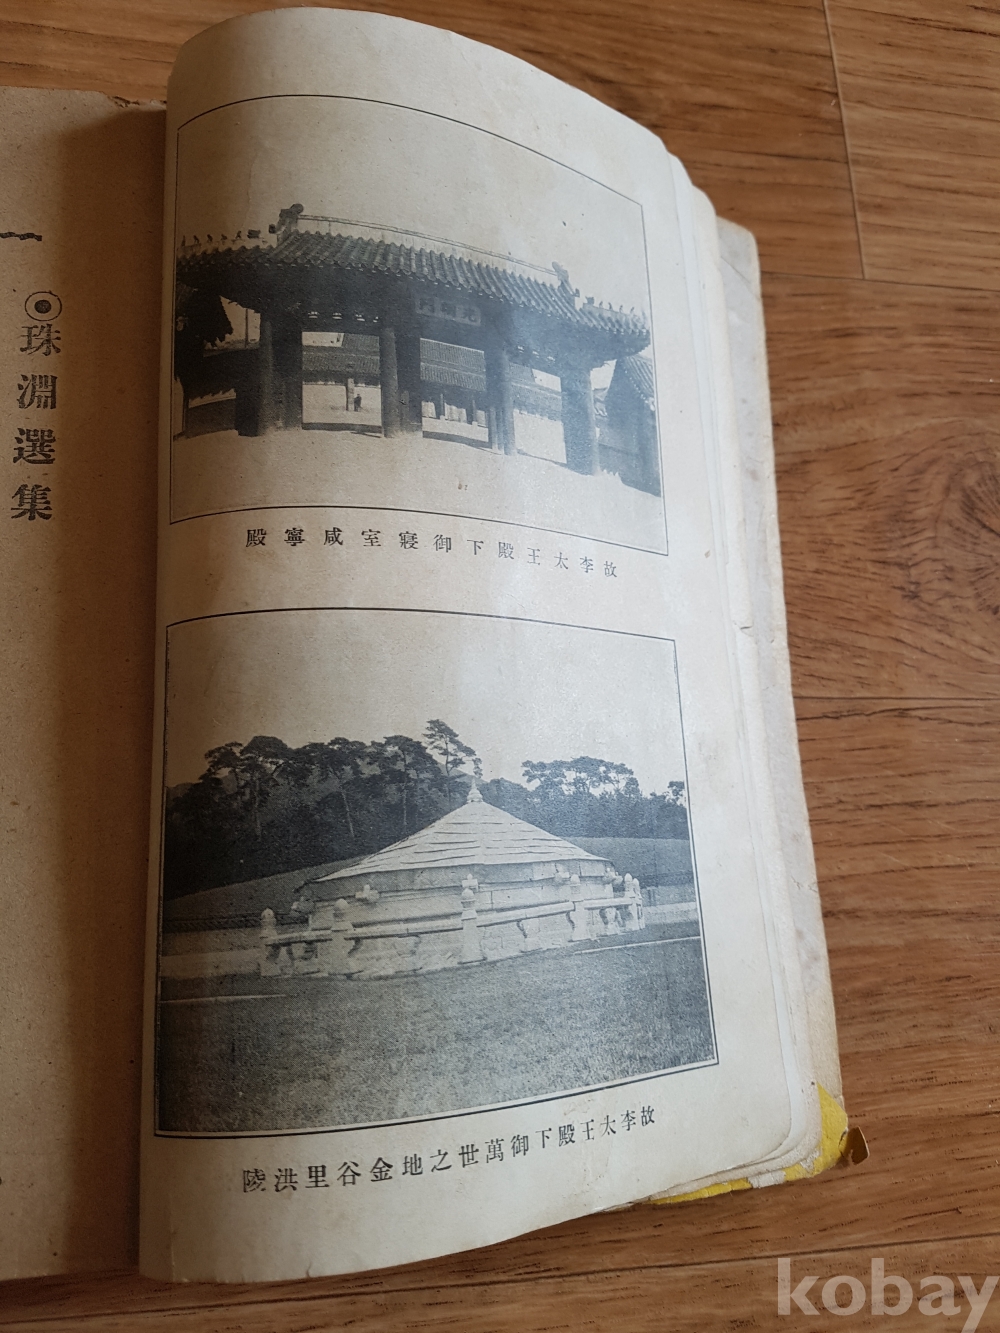 故李太王殿下御寢室咸寧殿
故李太王殿下御萬世之地金谷里洪陵
珠淵選集
kobay